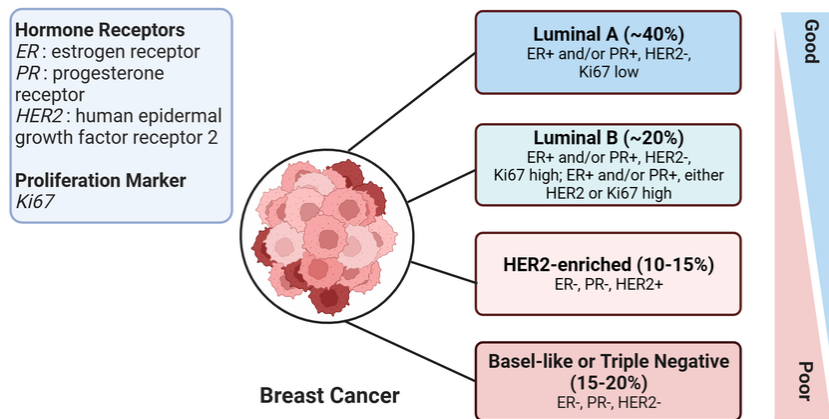 Hormone Receptors
ER : estrogen receptor
PR : progesterone
receptor
HER2 : human epidermal
growth factor receptor 2
Proliferation Marker
Ki67
Breast Cancer
Luminal A (~40%)
ER+ and/or PR+, HER2-,
Ki67 low
Luminal B (~20%)
ER+ and/or PR+, HER2-,
Ki67 high; ER+ and/or PR+, either
HER2 or Ki67 high
HER2-enriched (10-15%)
ER-, PR-, HER2+
Basel-like or Triple Negative
(15-20%)
ER-, PR-, HER2-
Good
Poor